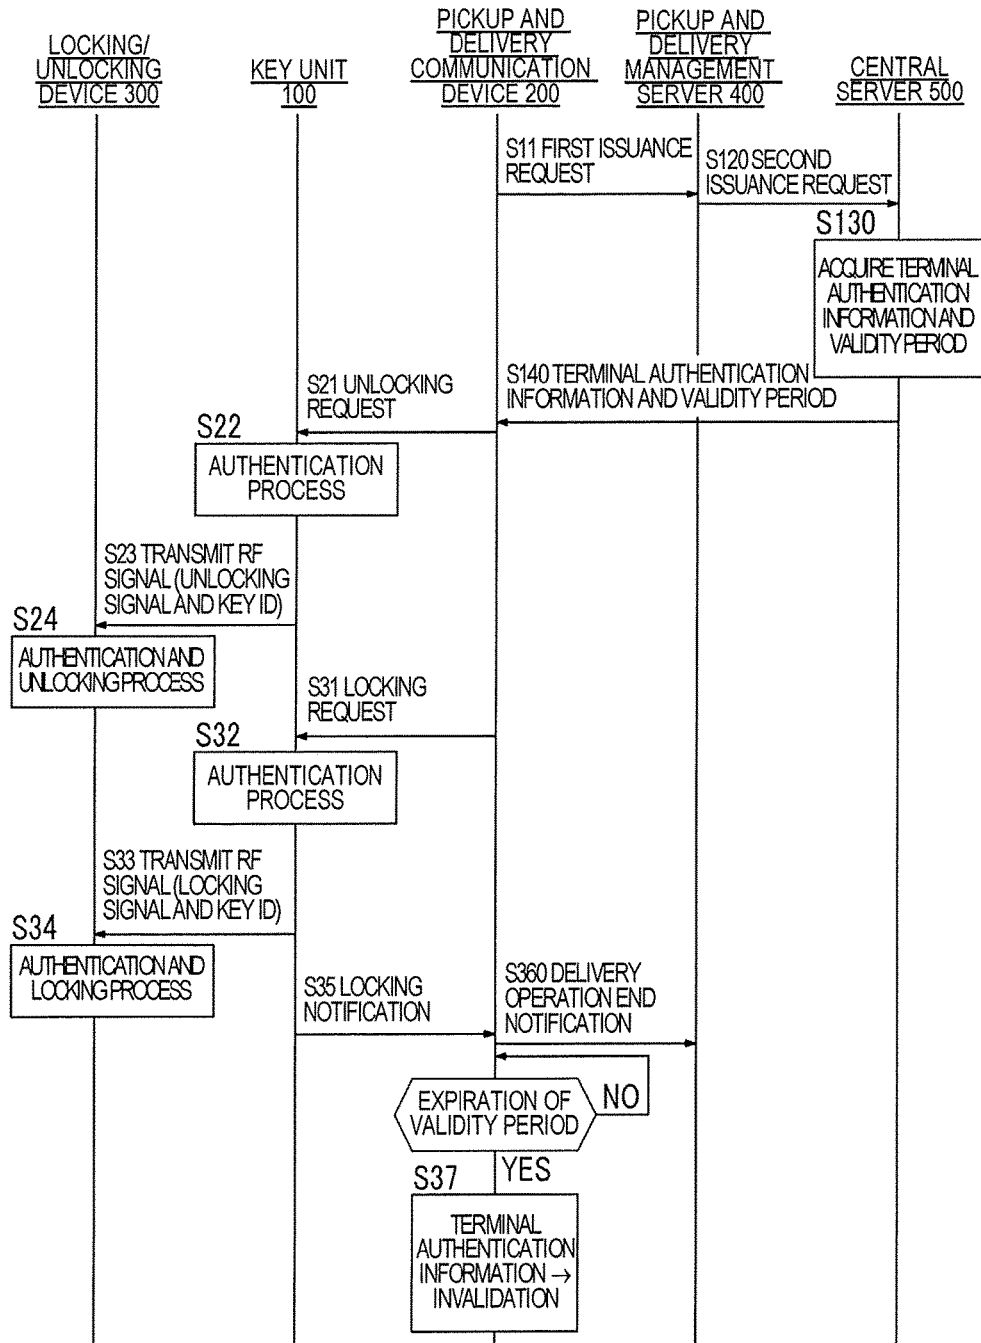 LOCKING/
UNLOCKING
DEVICE 300
KEY UNIT
100
PICKUP AND
DELIVERY
COMMUNICATION
DEVICE 200
PICKUP AND
DELIVERY
MANAGEMENT
SERVER 400
CENTRAL
SERVER 500
S11 FIRST ISSUANCE
REQUEST
S120 SECOND
ISSUANCE REQUEST
S130
ACQUIRE TERMINAL
AUTHENTICATION
INFORMATION AND
VALIDITY PERIOD
S140 TERMINAL AUTHENTICATION
INFORMATION AND VALIDITY PERIOD
S21 UNLOCKING
REQUEST
S22
AUTHENTICATION
PROCESS
S23 TRANSMIT RF
SIGNAL (UNLOCKING
SIGNAL AND KEY ID)
S24
AUTHENTICATION AND
UNLOCKING PROCESS
S31 LOCKING
REQUEST
S32
AUTHENTICATION
PROCESS
S33 TRANSMIT RF
SIGNAL (LOCKING
SIGNAL AND KEY ID)
S34
AUTHENTICATION AND
LOCKING PROCESS
S35 LOCKING
NOTIFICATION
S360 DELIVERY
OPERATION END
NOTIFICATION
EXPIRATION OF
VALIDITY PERIOD
NO
YES
S37
TERMINAL
AUTHENTICATION
INFORMATION →
INVALIDATION